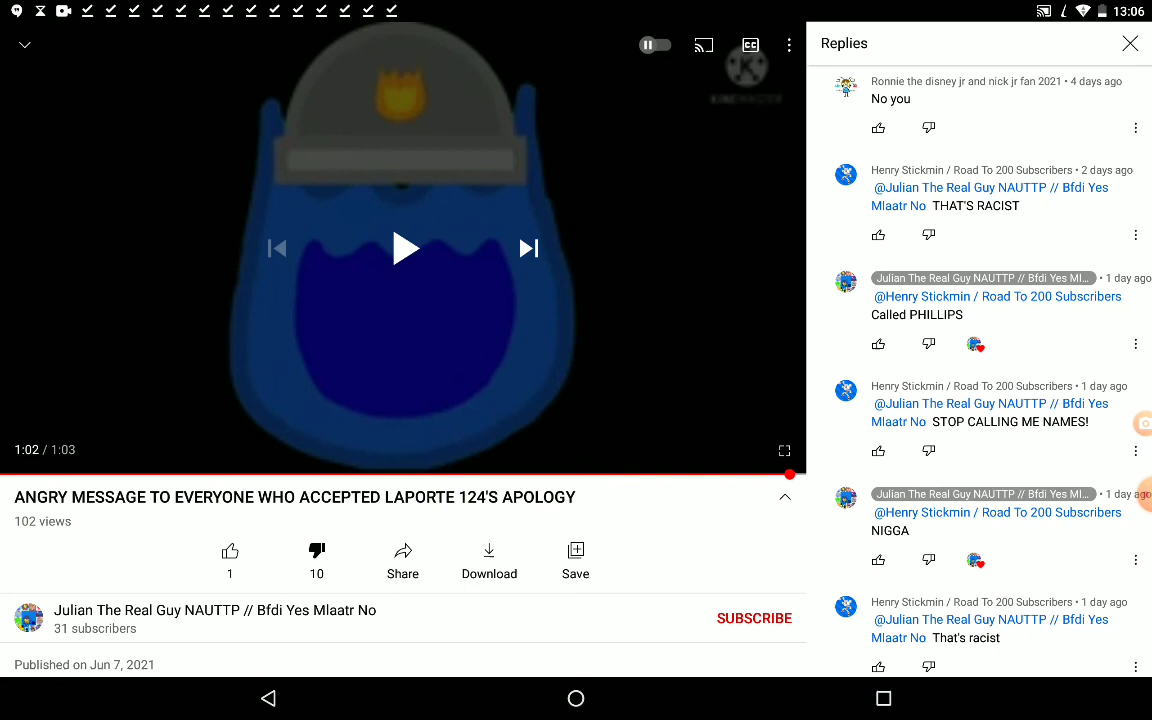 13:06
KINEMASTER
CC
1:02 / 1:03
ANGRY MESSAGE TO EVERYONE WHO ACCEPTED LAPORTE 124'S APOLOGY
102 views
1
10
Share
Download
Save
Julian The Real Guy NAUTTP // Bfdi Yes Mlaatr No
31 subscribers
SUBSCRIBE
Published on Jun 7, 2021
Replies
Ronnie the disney jr and nick jr fan 2021 • 4 days ago
No you
Henry Stickmin / Road To 200 Subscribers • 2 days ago
@Julian The Real Guy NAUTTP // Bfdi Yes
Mlaatr No THAT'S RACIST
Julian The Real Guy NAUTTP // Bfdi Yes Ml... • 1 day ago
@Henry Stickmin / Road To 200 Subscribers
Called PHILLIPS
Henry Stickmin / Road To 200 Subscribers • 1 day ago
@Julian The Real Guy NAUTTP // Bfdi Yes
Mlaatr No STOP CALLING ME NAMES!
Julian The Real Guy NAUTTP // Bfdi Yes Ml... • 1 day ago
@Henry Stickmin / Road To 200 Subscribers
NIGGA
Henry Stickmin / Road To 200 Subscribers • 1 day ago
@Julian The Real Guy NAUTTP // Bfdi Yes
Mlaatr No That's racist